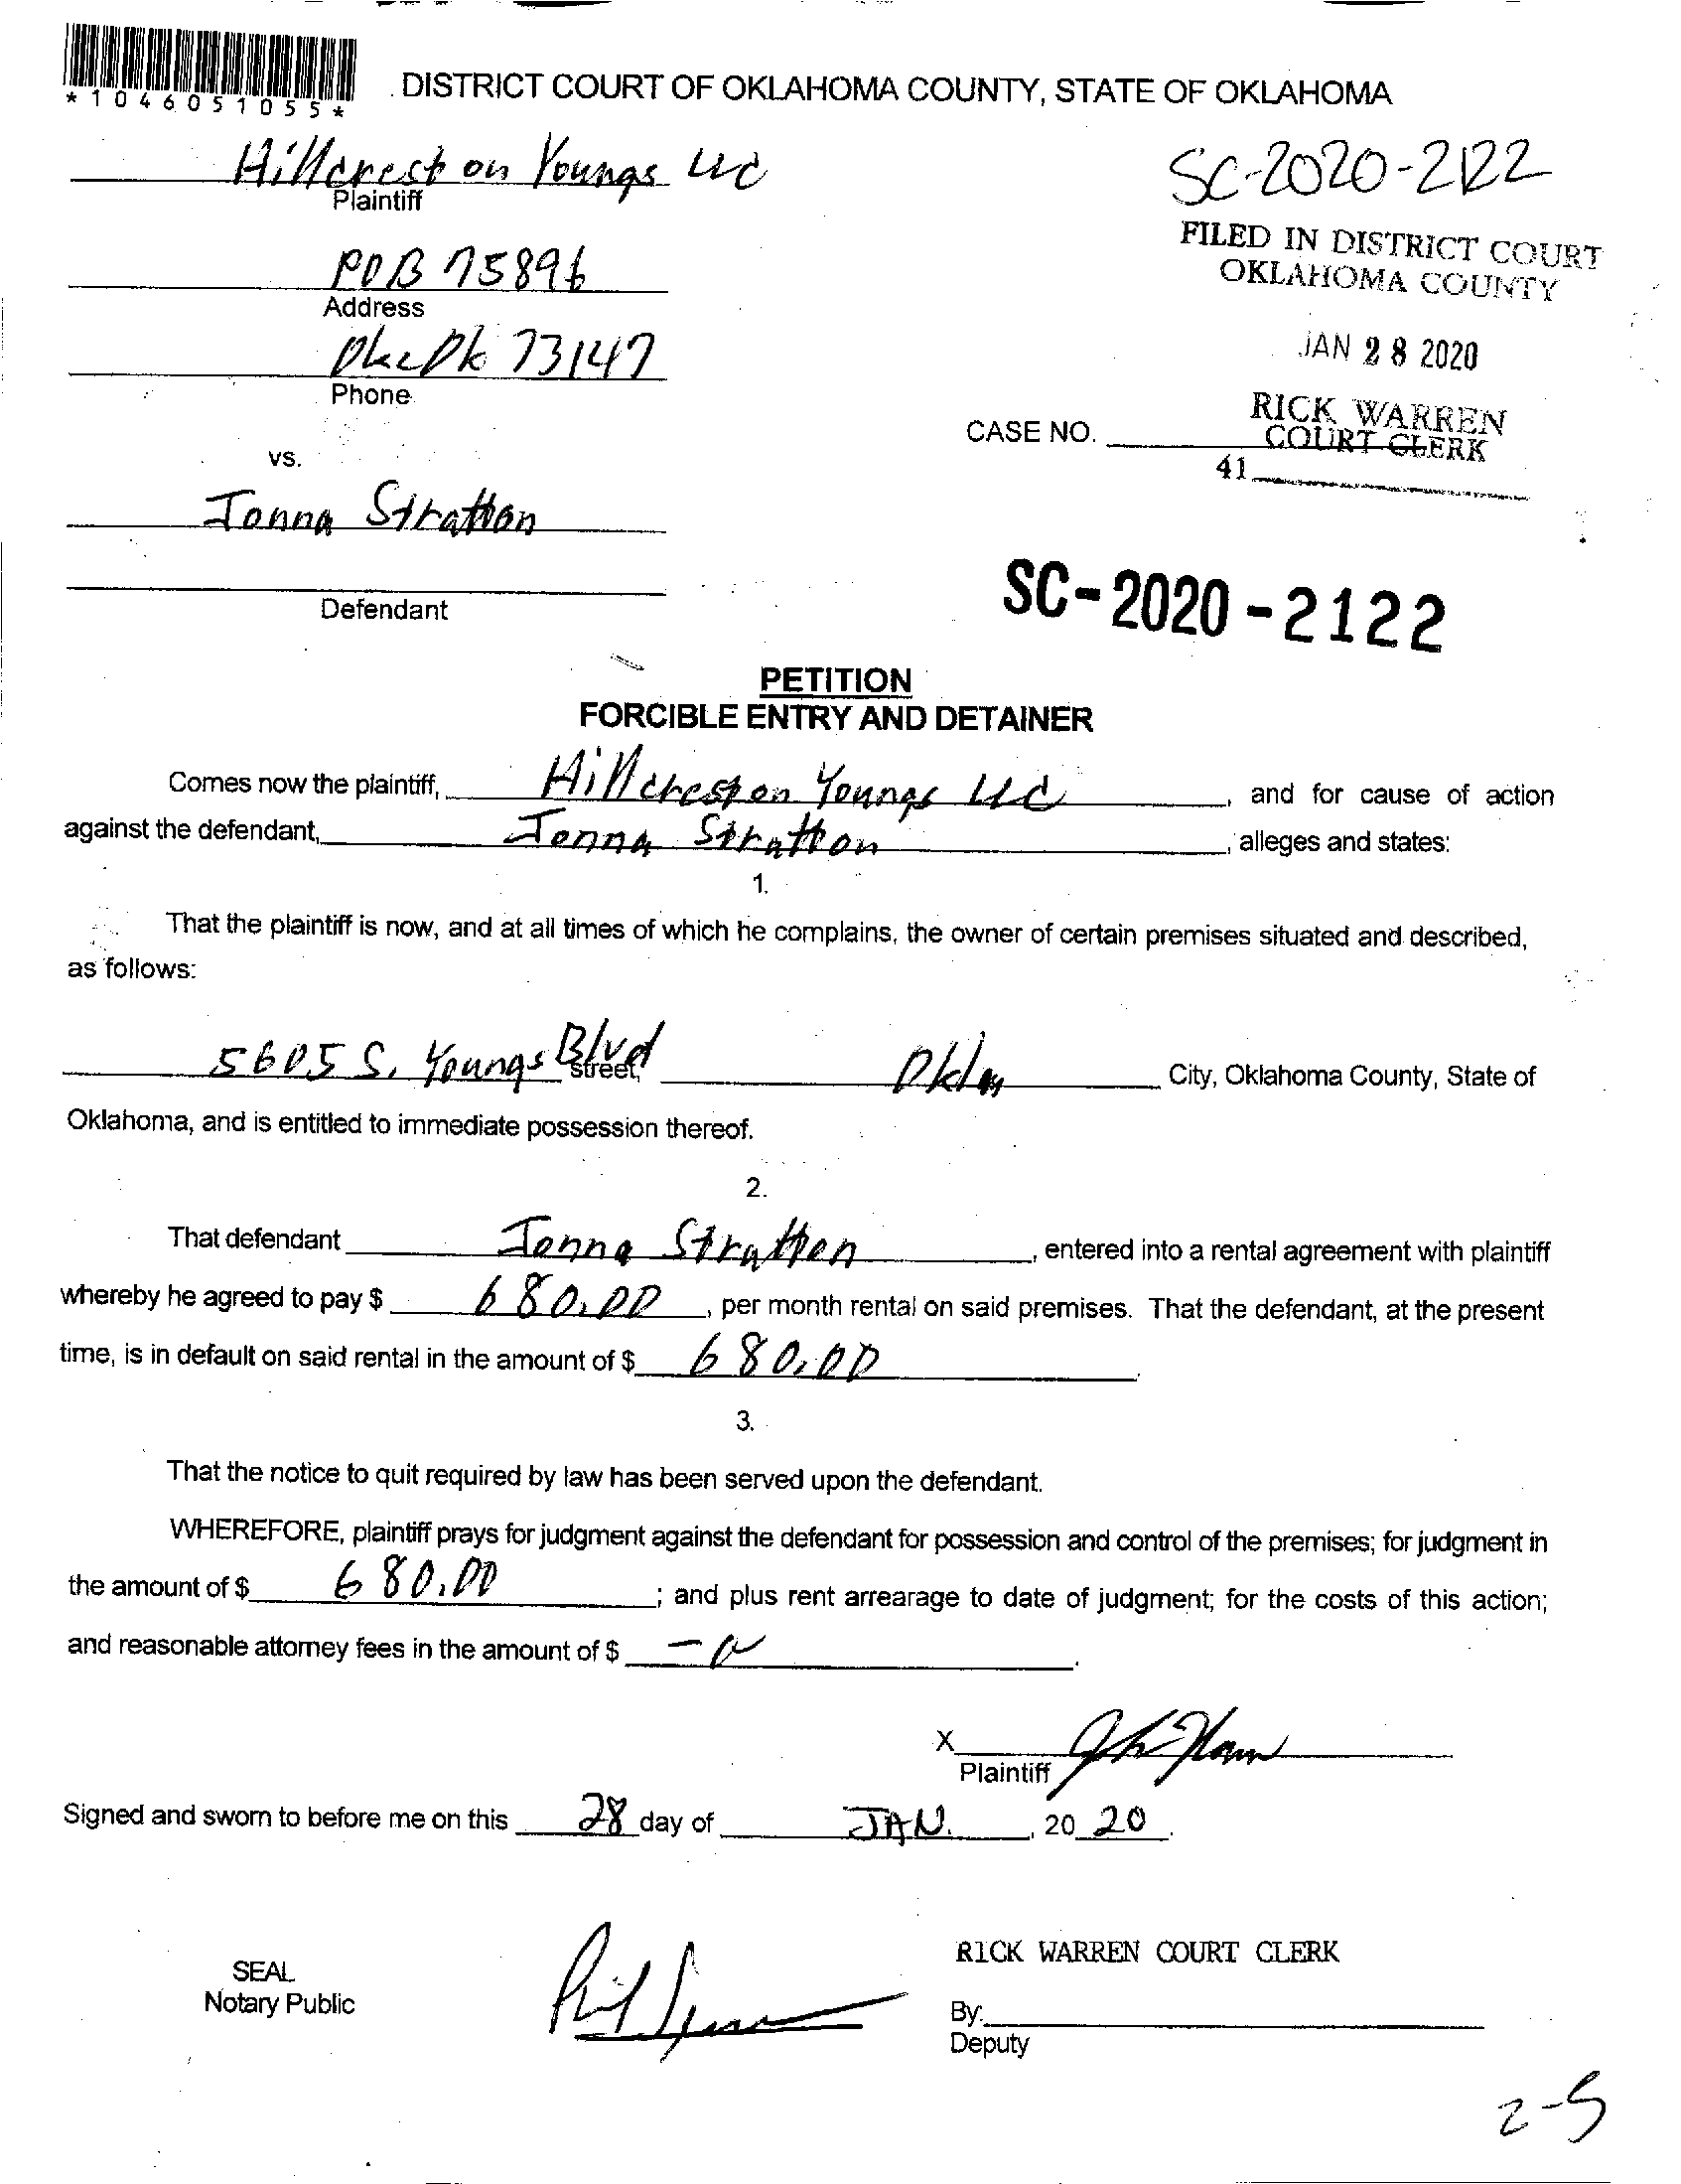 *1046051055*
DISTRICT COURT OF OKLAHOMA COUNTY, STATE OF OKLAHOMA
Hillcrest on Youngs LLC
Plaintiff
SC-2020-2122
FILED IN DISTRICT COURT
OKLAHOMA COUNTY
POB 75896
Address
JAN 28 2020
Okc Ok 73147
Phone
RICK WARREN
COURT CLERK
CASE NO.
41
vs.
Jonna Stratton
Defendant
SC-2020-2122
PETITION
FORCIBLE ENTRY AND DETAINER
Comes now the plaintiff, Hillcrest on Youngs LLC, and for cause of action
against the defendant, Jonna Stratton, alleges and states:
1.
That the plaintiff is now, and at all times of which he complains, the owner of certain premises situated and described,
as follows:
5605 S. Youngs Blvd street, Okla City, Oklahoma County, State of
Oklahoma, and is entitled to immediate possession thereof.
2.
That defendant Jonna Stratton, entered into a rental agreement with plaintiff
whereby he agreed to pay $ 680.00, per month rental on said premises. That the defendant, at the present
time, is in default on said rental in the amount of $ 680.00
3.
That the notice to quit required by law has been served upon the defendant.
WHEREFORE, plaintiff prays for judgment against the defendant for possession and control of the premises; for judgment in
the amount of $ 680.00; and plus rent arrearage to date of judgment; for the costs of this action;
and reasonable attorney fees in the amount of $
X
Plaintiff
Signed and sworn to before me on this 28 day of JAN., 20 20.
RICK WARREN COURT CLERK
SEAL
Notary Public
By:
Deputy
2-5